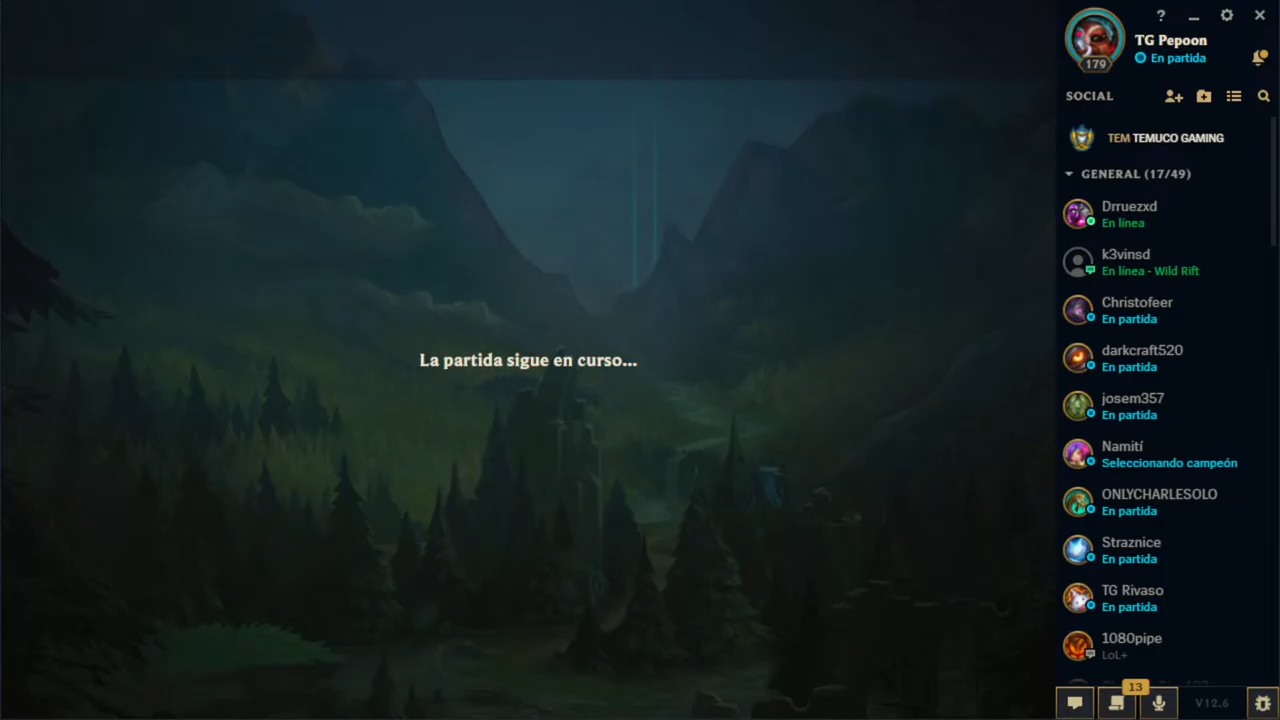 ?
TG Pepoon
En partida
179
SOCIAL
TEM TEMUCO GAMING
GENERAL (17/49)
Drruezxd
En línea
k3vinsd
En línea - Wild Rift
Christofeer
En partida
darkcraft520
En partida
josem357
En partida
Namití
Seleccionando campeón
ONLYCHARLESOLO
En partida
Straznice
En partida
TG Rivaso
En partida
1080pipe
LoL+
La partida sigue en curso...
13
V12.6